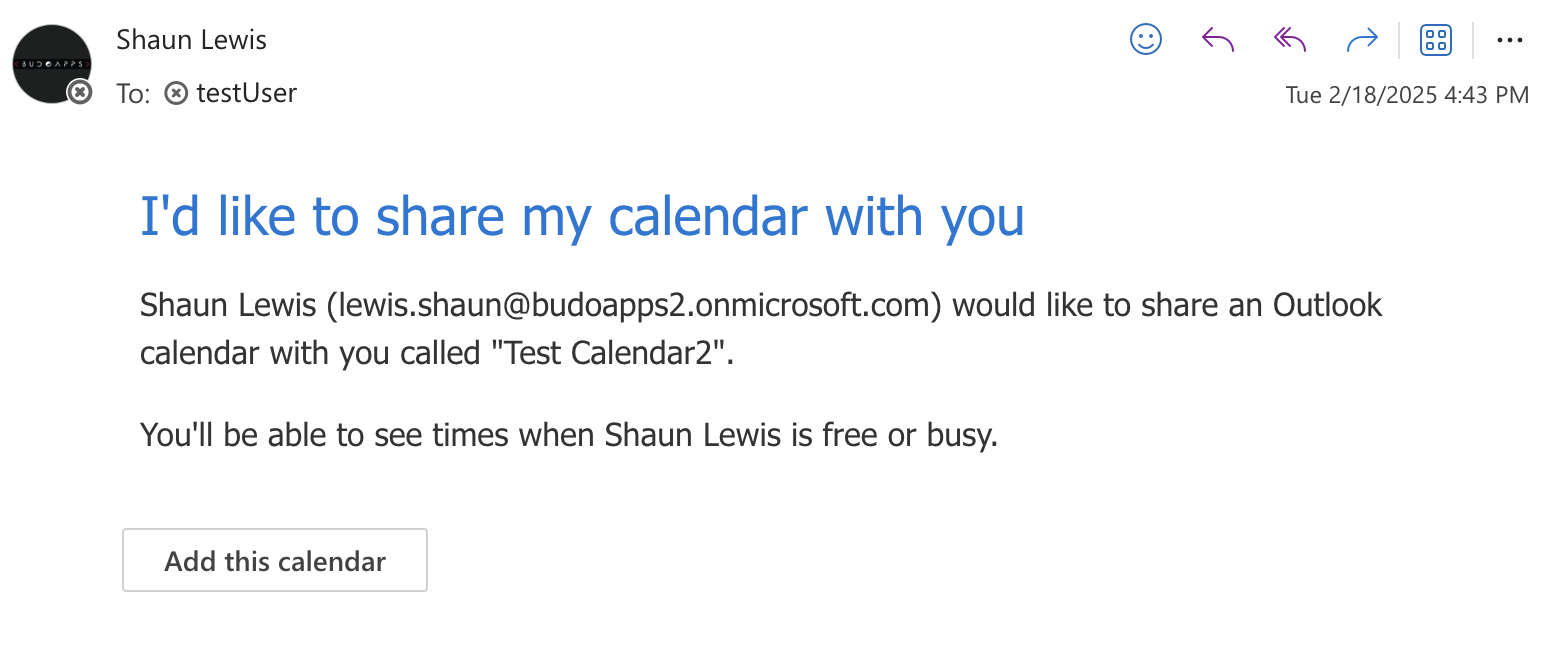 Shaun Lewis
BUDOAPPS
To: testUser
Tue 2/18/2025 4:43 PM
I'd like to share my calendar with you
Shaun Lewis (lewis.shaun@budoapps2.onmicrosoft.com) would like to share an Outlook
calendar with you called "Test Calendar2".
You'll be able to see times when Shaun Lewis is free or busy.
Add this calendar